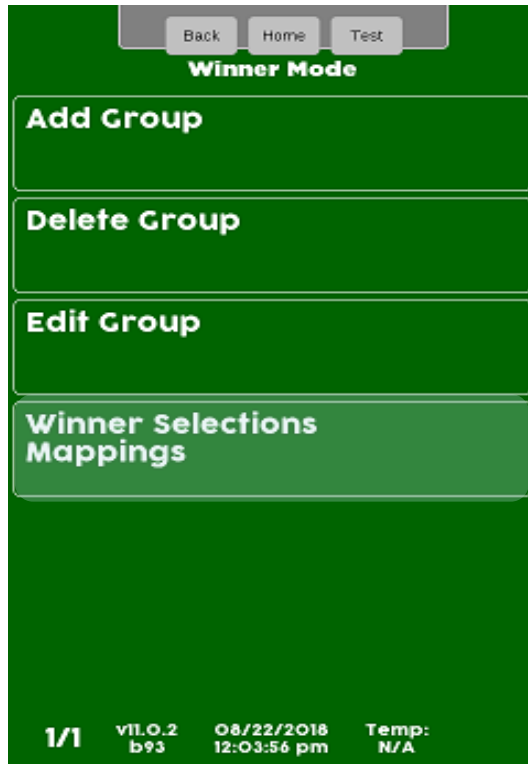 Back Home Test
Winner Mode
Add Group
Delete Group
Edit Group
Winner Selections
Mappings
1/1 v11.0.2 08/22/2018 Temp:
b93 12:03:56 pm N/A